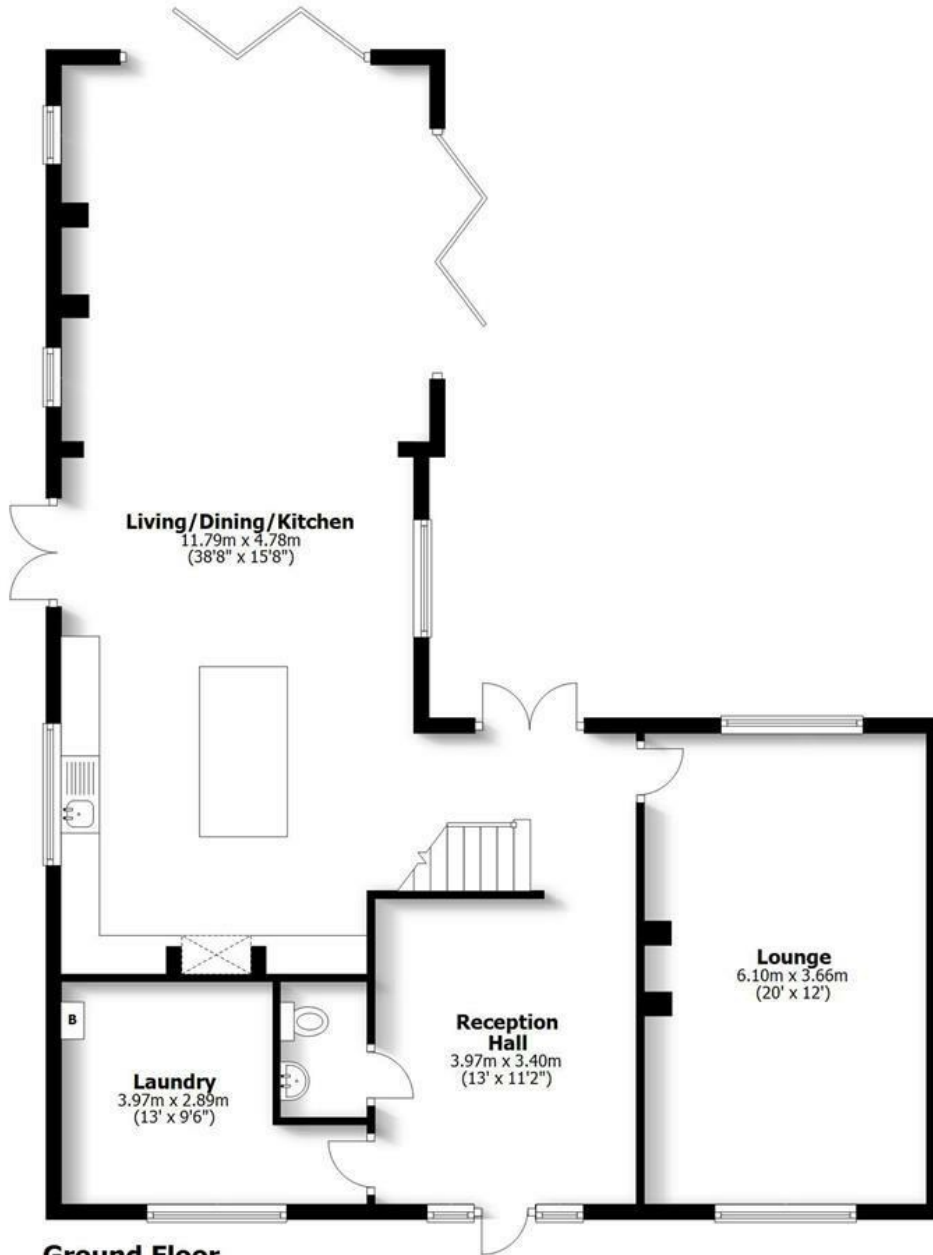 Living/Dining/Kitchen
11.79m x 4.78m
(38'8" x 15'8")
Lounge
6.10m x 3.66m
(20' x 12')
B
Reception
Hall
3.97m x 3.40m
(13' x 11'2")
Laundry
3.97m x 2.89m
(13' x 9'6")
Ground Floor